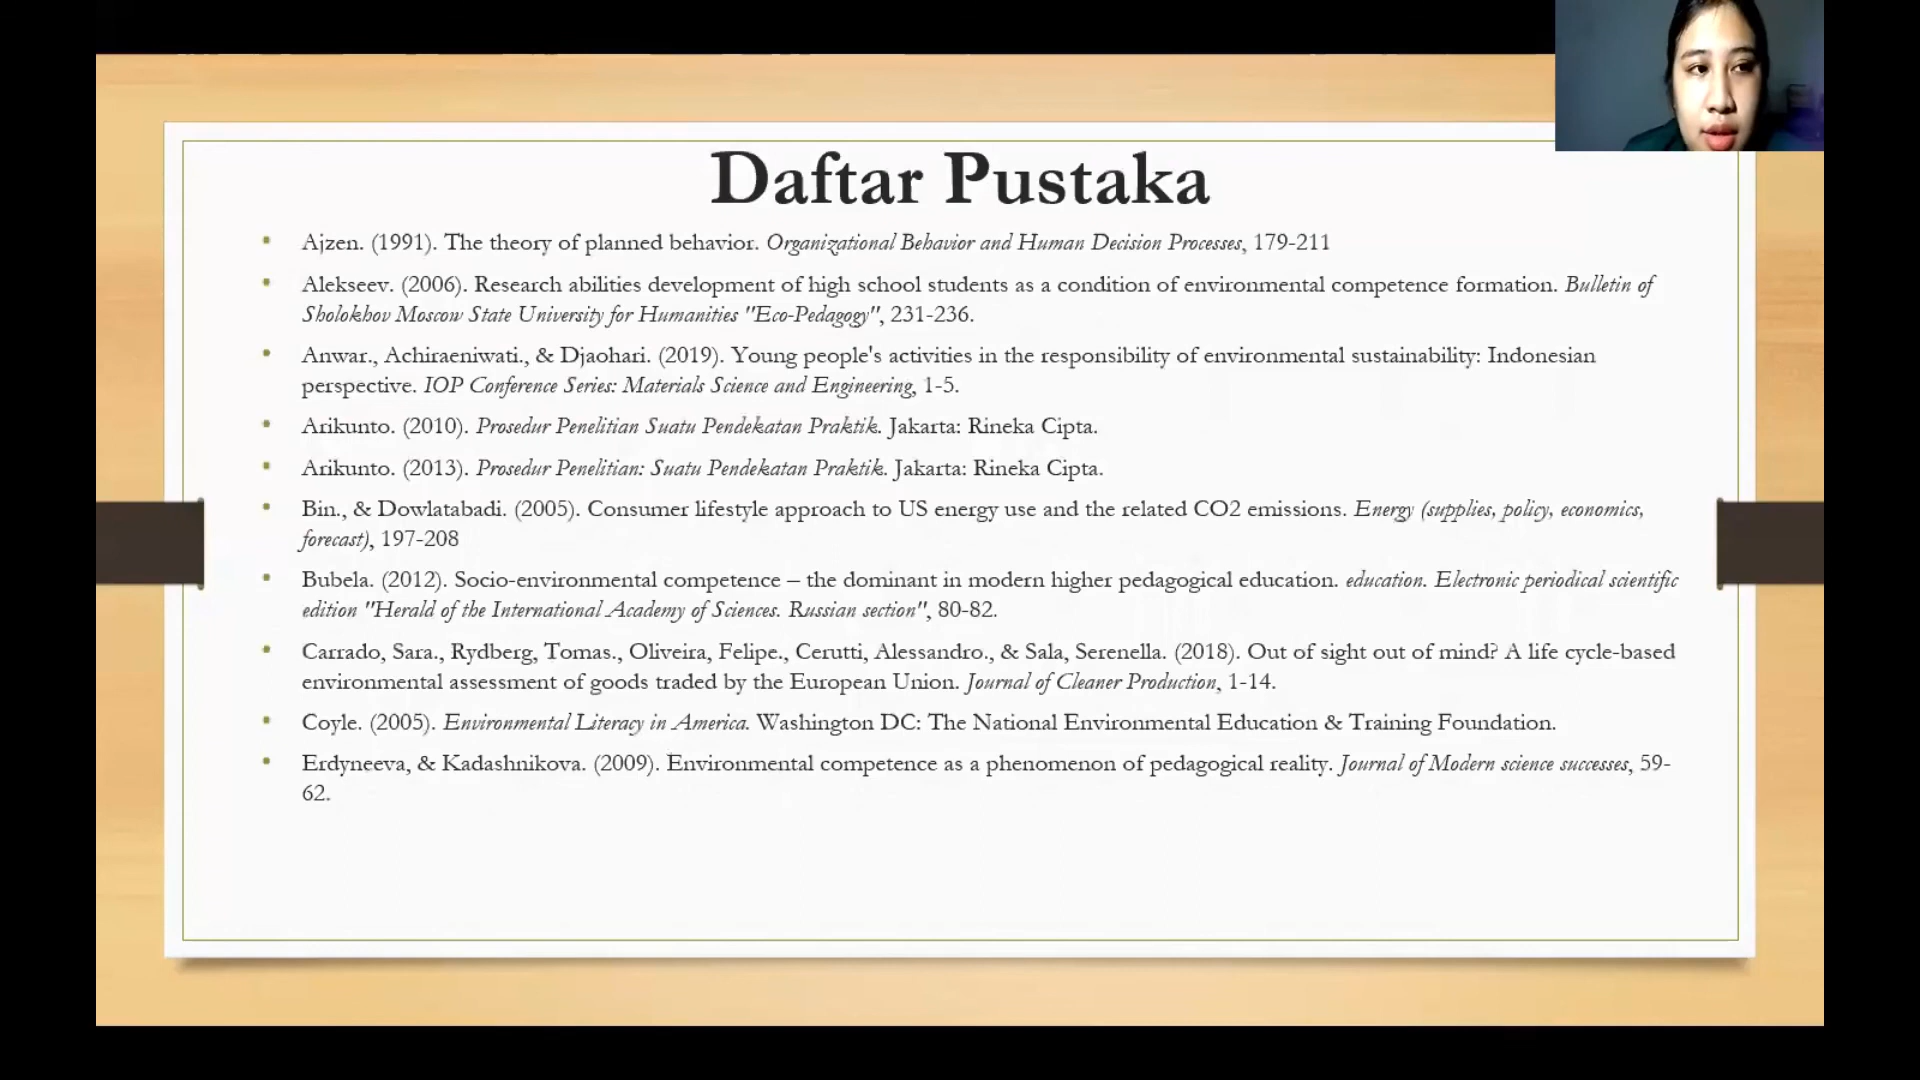 Daftar Pustaka
• Ajzen. (1991). The theory of planned behavior. Organizational Behavior and Human Decision Processes, 179-211
• Alekseev. (2006). Research abilities development of high school students as a condition of environmental competence formation. Bulletin of
Sholokhov Moscow State University for Humanities "Eco-Pedagogy", 231-236.
• Anwar., Achiraeniwati., & Djaohari. (2019). Young people's activities in the responsibility of environmental sustainability: Indonesian
perspective. IOP Conference Series: Materials Science and Engineering, 1-5.
• Arikunto. (2010). Prosedur Penelitian Suatu Pendekatan Praktik. Jakarta: Rineka Cipta.
• Arikunto. (2013). Prosedur Penelitian: Suatu Pendekatan Praktik. Jakarta: Rineka Cipta.
• Bin., & Dowlatabadi. (2005). Consumer lifestyle approach to US energy use and the related CO2 emissions. Energy (supplies, policy, economics,
forecast), 197-208
• Bubela. (2012). Socio-environmental competence – the dominant in modern higher pedagogical education. education. Electronic periodical scientific
edition "Herald of the International Academy of Sciences. Russian section", 80-82.
• Carrado, Sara., Rydberg, Tomas., Oliveira, Felipe., Cerutti, Alessandro., & Sala, Serenella. (2018). Out of sight out of mind? A life cycle-based
environmental assessment of goods traded by the European Union. Journal of Cleaner Production, 1-14.
• Coyle. (2005). Environmental Literacy in America. Washington DC: The National Environmental Education & Training Foundation.
• Erdyneeva, & Kadashnikova. (2009). Environmental competence as a phenomenon of pedagogical reality. Journal of Modern science successes, 59-
62.